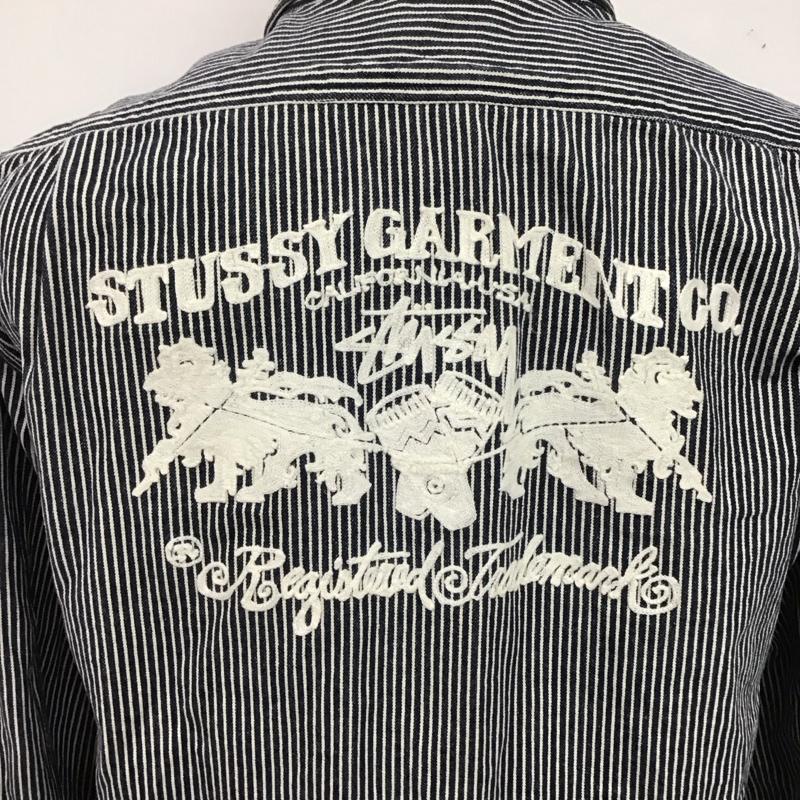 STUSSY GARMENT CO.
CALIFORNIA·USA
Stussy
® Registered Trademark